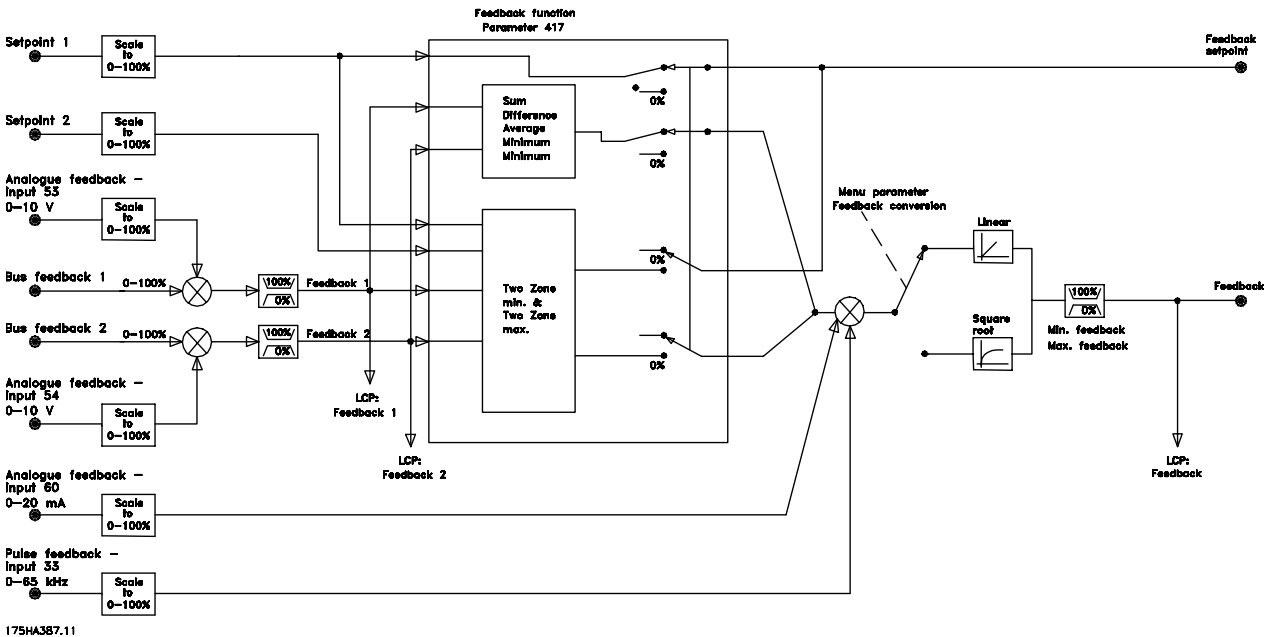 Feedback function
Parameter 417
Setpoint 1
Scale
to
0-100%
Feedback
setpoint
0%
Sum
Difference
Average
Minimum
Minimum
Setpoint 2
Scale
to
0-100%
0%
Analogue feedback -
Input 53
0-10 V
Scale
to
0-100%
Menu parameter
Feedback conversion
Linear
0%
Bus feedback 1
0-100%
100%
0%
Feedback 1
Two Zone
min. &
Two Zone
max.
Feedback
100%
0%
Min. feedback
Max. feedback
Square
root
Bus feedback 2
0-100%
100%
0%
Feedback 2
0%
Analogue feedback -
Input 54
0-10 V
Scale
to
0-100%
LCP:
Feedback 1
LCP:
Feedback 2
LCP:
Feedback
Analogue feedback -
Input 60
0-20 mA
Scale
to
0-100%
Pulse feedback -
Input 33
0-65 kHz
Scale
to
0-100%
175HA387.11